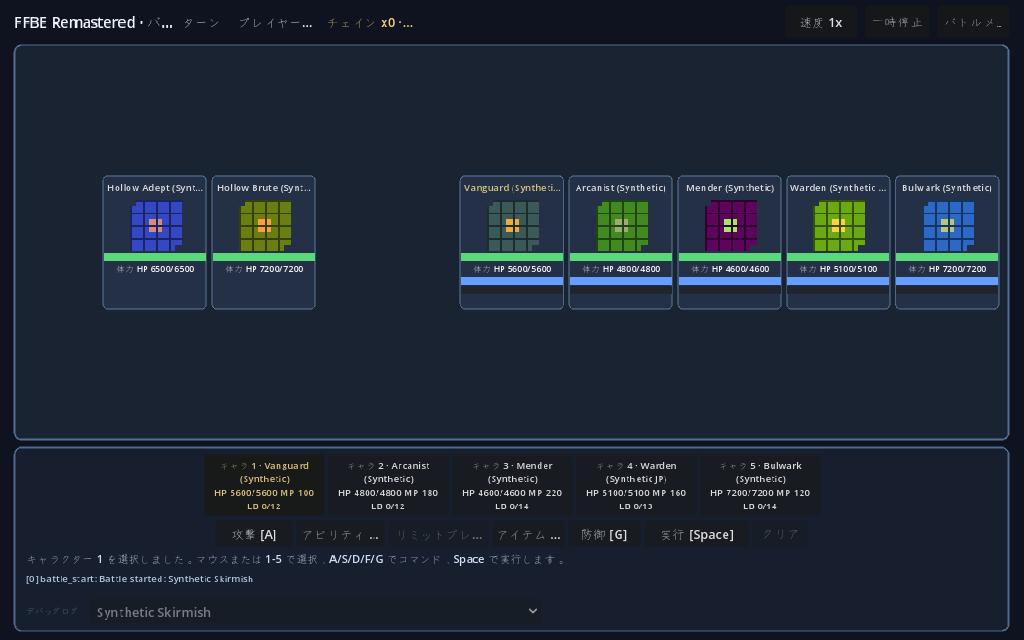 FFBE Remastered · バ... ターン プレイヤー... チェイン x0 ·... 速度 1x 一時停止 バトルメ...
Hollow Adept (Synt... Hollow Brute (Synt... Vanguard (Syntheti... Arcanist (Synthetic) Mender (Synthetic) Warden (Synthetic ... Bulwark (Synthetic)
体力 HP 6500/6500 体力 HP 7200/7200 体力 HP 5600/5600 体力 HP 4800/4800 体力 HP 4600/4600 体力 HP 5100/5100 体力 HP 7200/7200
キャラ 1 · Vanguard キャラ 2 · Arcanist キャラ 3 · Mender キャラ 4 · Warden キャラ 5 · Bulwark
(Synthetic) (Synthetic) (Synthetic) (Synthetic JP) (Synthetic)
HP 5600/5600 MP 100 HP 4800/4800 MP 180 HP 4600/4600 MP 220 HP 5100/5100 MP 160 HP 7200/7200 MP 120
LB 0/12 LB 0/12 LB 0/14 LB 0/13 LB 0/14
攻撃 [A] アビリティ ... リミットブレ... アイテム ... 防御 [G] 実行 [Space] クリア
キャラクター 1 を選択しました。マウスまたは 1-5 で選択、A/S/D/F/G でコマンド、Space で実行します。
[0] battle_start: Battle started: Synthetic Skirmish
デバッグログ Synthetic Skirmish